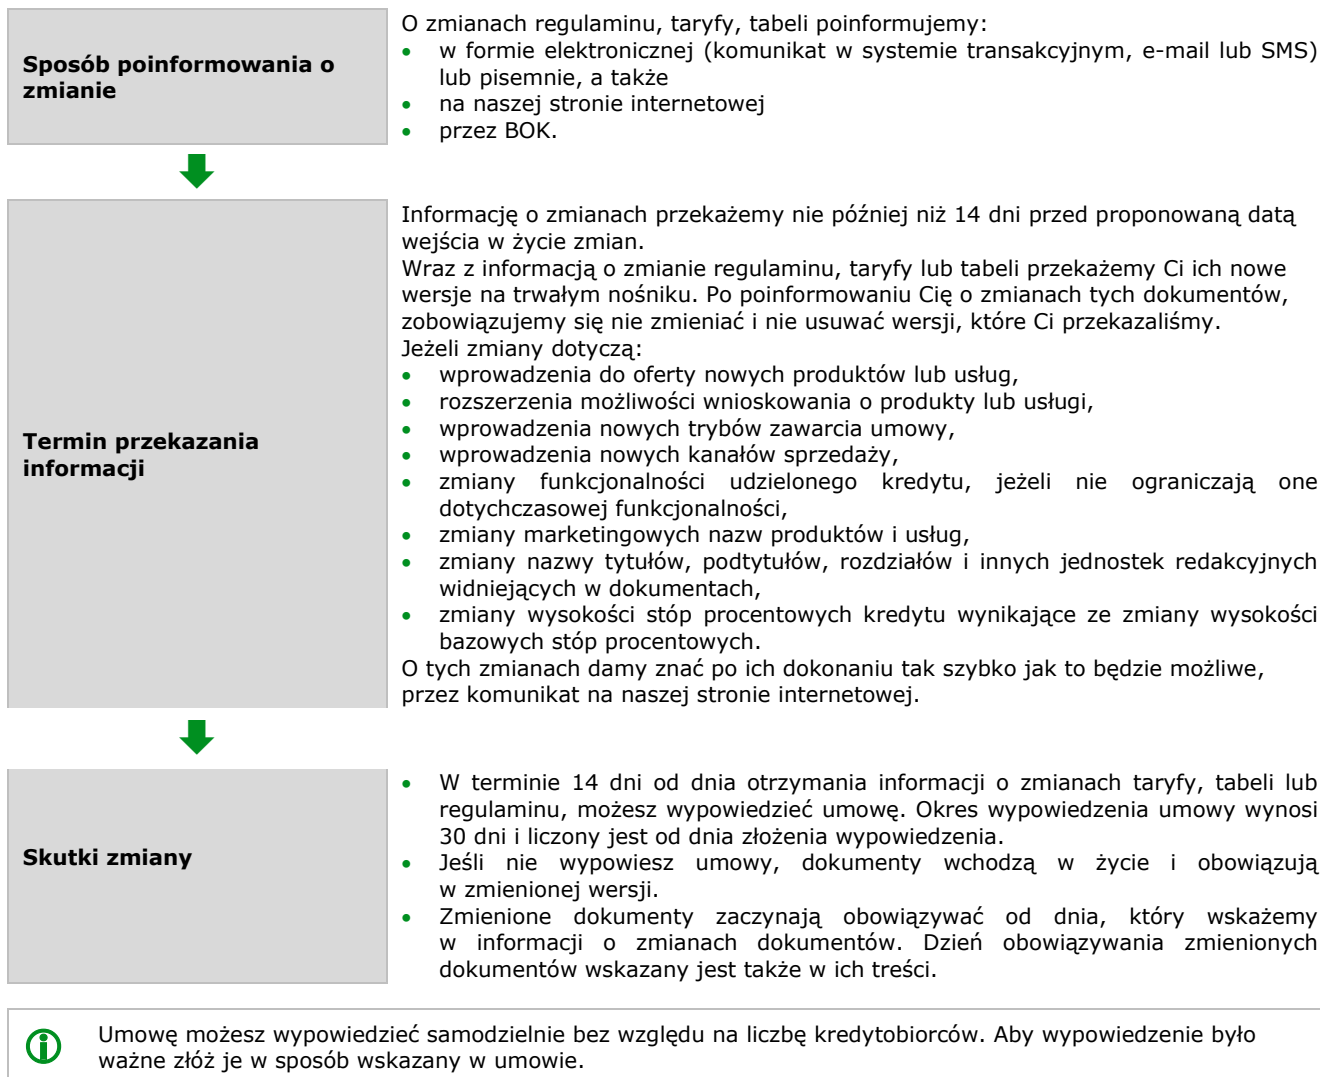 Sposób poinformowania o
zmianie
O zmianach regulaminu, taryfy, tabeli poinformujemy:
• w formie elektronicznej (komunikat w systemie transakcyjnym, e-mail lub SMS)
lub pisemnie, a także
• na naszej stronie internetowej
• przez BOK.
Termin przekazania
informacji
Informację o zmianach przekażemy nie później niż 14 dni przed proponowaną datą
wejścia w życie zmian.
Wraz z informacją o zmianie regulaminu, taryfy lub tabeli przekażemy Ci ich nowe
wersje na trwałym nośniku. Po poinformowaniu Cię o zmianach tych dokumentów,
zobowiązujemy się nie zmieniać i nie usuwać wersji, które Ci przekazaliśmy.
Jeżeli zmiany dotyczą:
• wprowadzenia do oferty nowych produktów lub usług,
• rozszerzenia możliwości wnioskowania o produkty lub usługi,
• wprowadzenia nowych trybów zawarcia umowy,
• wprowadzenia nowych kanałów sprzedaży,
• zmiany funkcjonalności udzielonego kredytu, jeżeli nie ograniczają one
dotychczasowej funkcjonalności,
• zmiany marketingowych nazw produktów i usług,
• zmiany nazwy tytułów, podtytułów, rozdziałów i innych jednostek redakcyjnych
widniejących w dokumentach,
• zmiany wysokości stóp procentowych kredytu wynikające ze zmiany wysokości
bazowych stóp procentowych.
O tych zmianach damy znać po ich dokonaniu tak szybko jak to będzie możliwe,
przez komunikat na naszej stronie internetowej.
Skutki zmiany
• W terminie 14 dni od dnia otrzymania informacji o zmianach taryfy, tabeli lub
regulaminu, możesz wypowiedzieć umowę. Okres wypowiedzenia umowy wynosi
30 dni i liczony jest od dnia złożenia wypowiedzenia.
• Jeśli nie wypowiesz umowy, dokumenty wchodzą w życie i obowiązują
w zmienionej wersji.
• Zmienione dokumenty zaczynają obowiązywać od dnia, który wskażemy
w informacji o zmianach dokumentów. Dzień obowiązywania zmienionych
dokumentów wskazany jest także w ich treści.
Umowę możesz wypowiedzieć samodzielnie bez względu na liczbę kredytobiorców. Aby wypowiedzenie było
ważne złóż je w sposób wskazany w umowie.